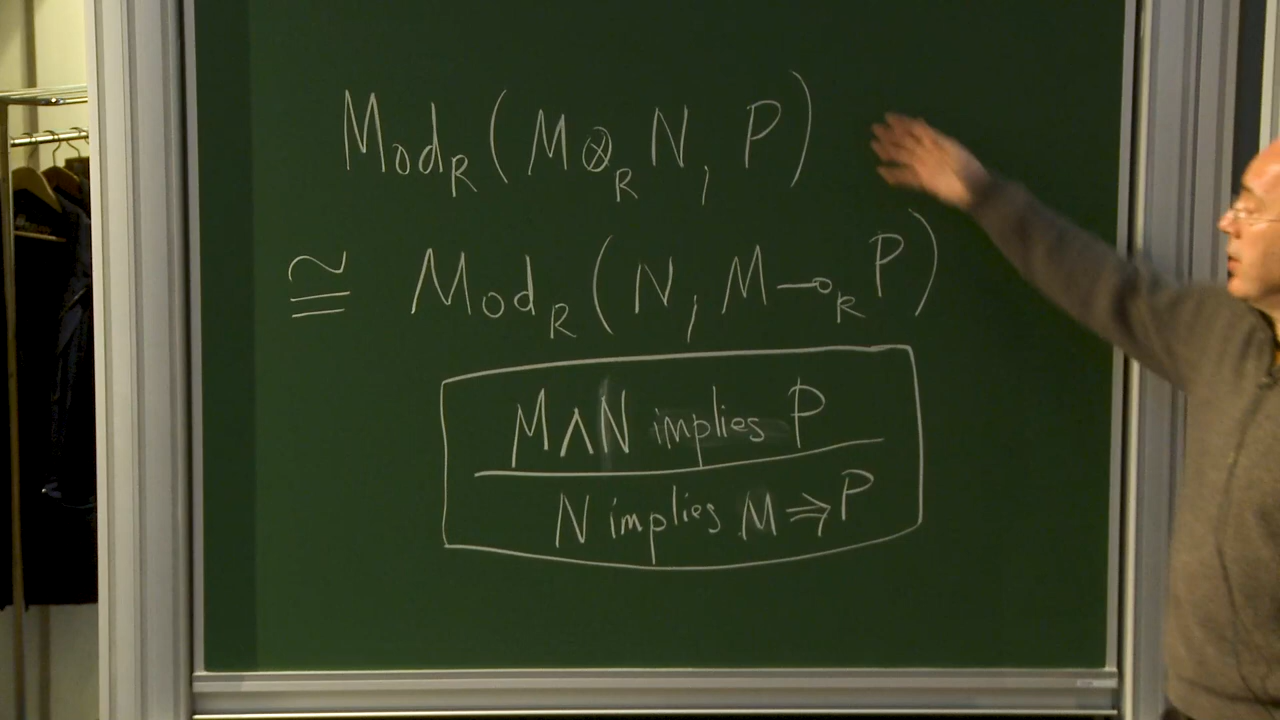 Mod_R ( M ⊗_R N , P )
≅ Mod_R ( N , M ⊸_R P )
M ∧ N implies P
N implies M ⇒ P